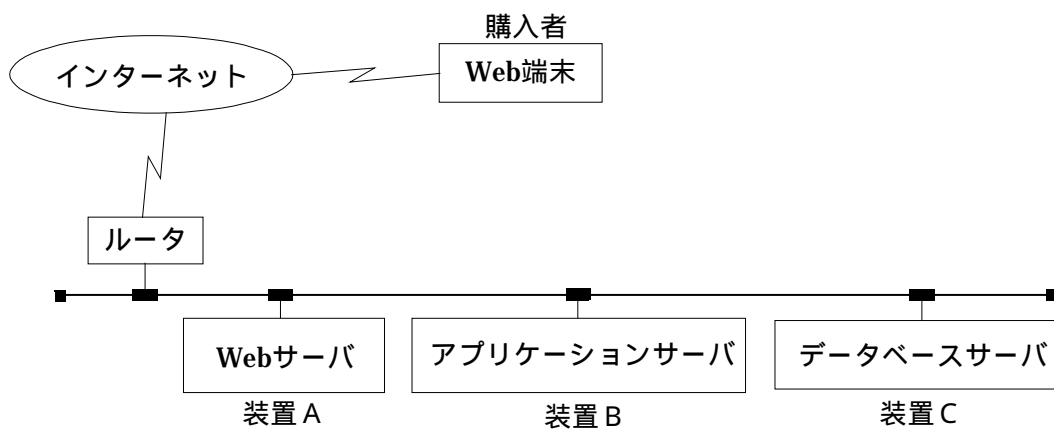 購入者
インターネット
Web端末
ルータ
Webサーバ
アプリケーションサーバ
データベースサーバ
装置A
装置B
装置C